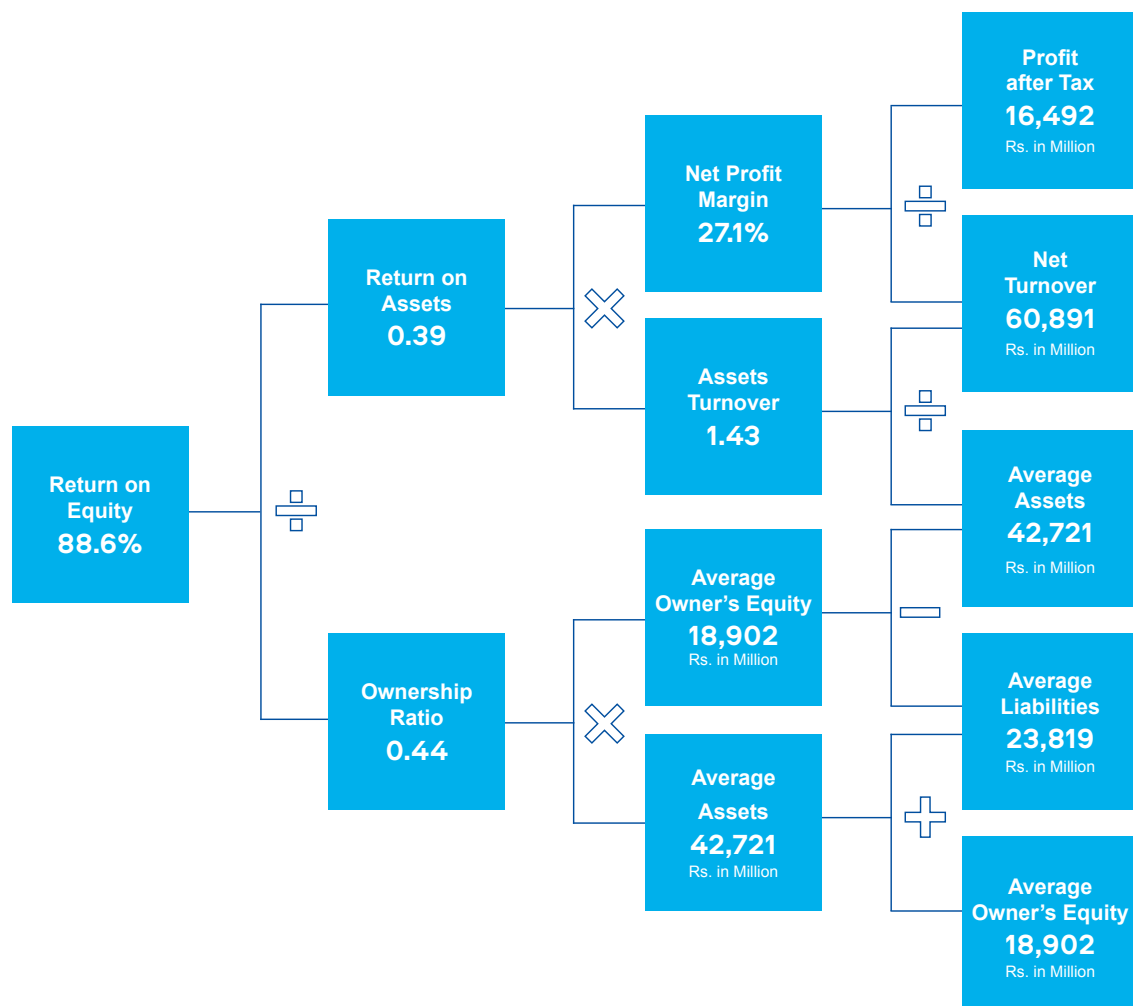 Return on
Equity
88.6%
Return on
Assets
0.39
Ownership
Ratio
0.44
Net Profit
Margin
27.1%
Assets
Turnover
1.43
Average
Owner’s Equity
18,902
Rs. in Million
Average
Assets
42,721
Rs. in Million
Profit
after Tax
16,492
Rs. in Million
Net
Turnover
60,891
Rs. in Million
Average
Assets
42,721
Rs. in Million
Average
Liabilities
23,819
Rs. in Million
Average
Owner’s Equity
18,902
Rs. in Million